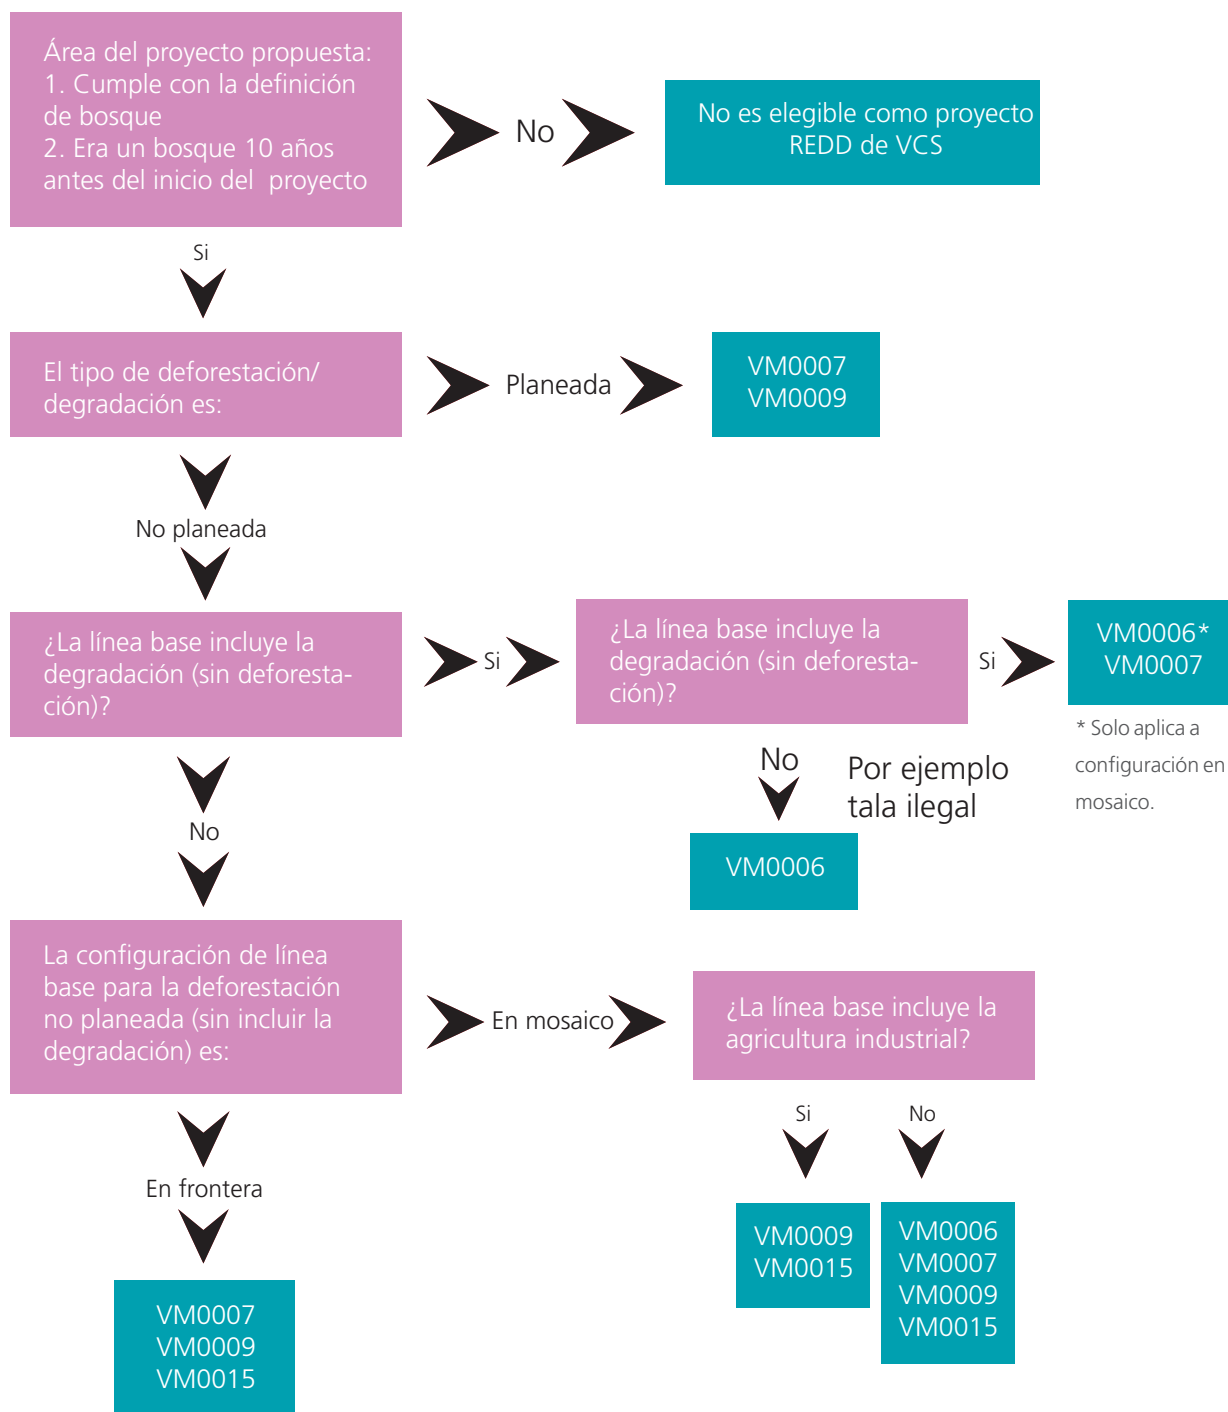 Área del proyecto propuesta:
1. Cumple con la definición
de bosque
2. Era un bosque 10 años
antes del inicio del proyecto
No
No es elegible como proyecto
REDD de VCS
Si
El tipo de deforestación/
degradación es:
Planeada
VM0007
VM0009
No planeada
¿La línea base incluye la
degradación (sin deforesta-
ción)?
Si
¿La línea base incluye la
degradación (sin deforesta-
ción)?
Si
VM0006*
VM0007
* Solo aplica a
configuración en
mosaico.
No
Por ejemplo
tala ilegal
VM0006
No
La configuración de línea
base para la deforestación
no planeada (sin incluir la
degradación) es:
En mosaico
¿La línea base incluye la
agricultura industrial?
Si
No
VM0009
VM0015
VM0006
VM0007
VM0009
VM0015
En frontera
VM0007
VM0009
VM0015